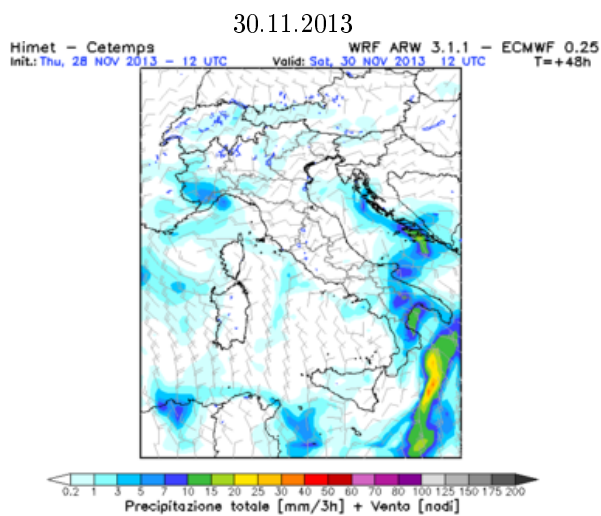 30.11.2013
Himet – Cetemps WRF ARW 3.1.1 – ECMWF 0.25
Init.: Thu, 28 NOV 2013 – 12 UTC Valid: Sat, 30 NOV 2013 12 UTC T=+48h
0.2 1 3 5 7 10 15 20 25 30 40 50 60 70 80 100 125 150 175 200
Precipitazione totale [mm/3h] + Vento [nodi]